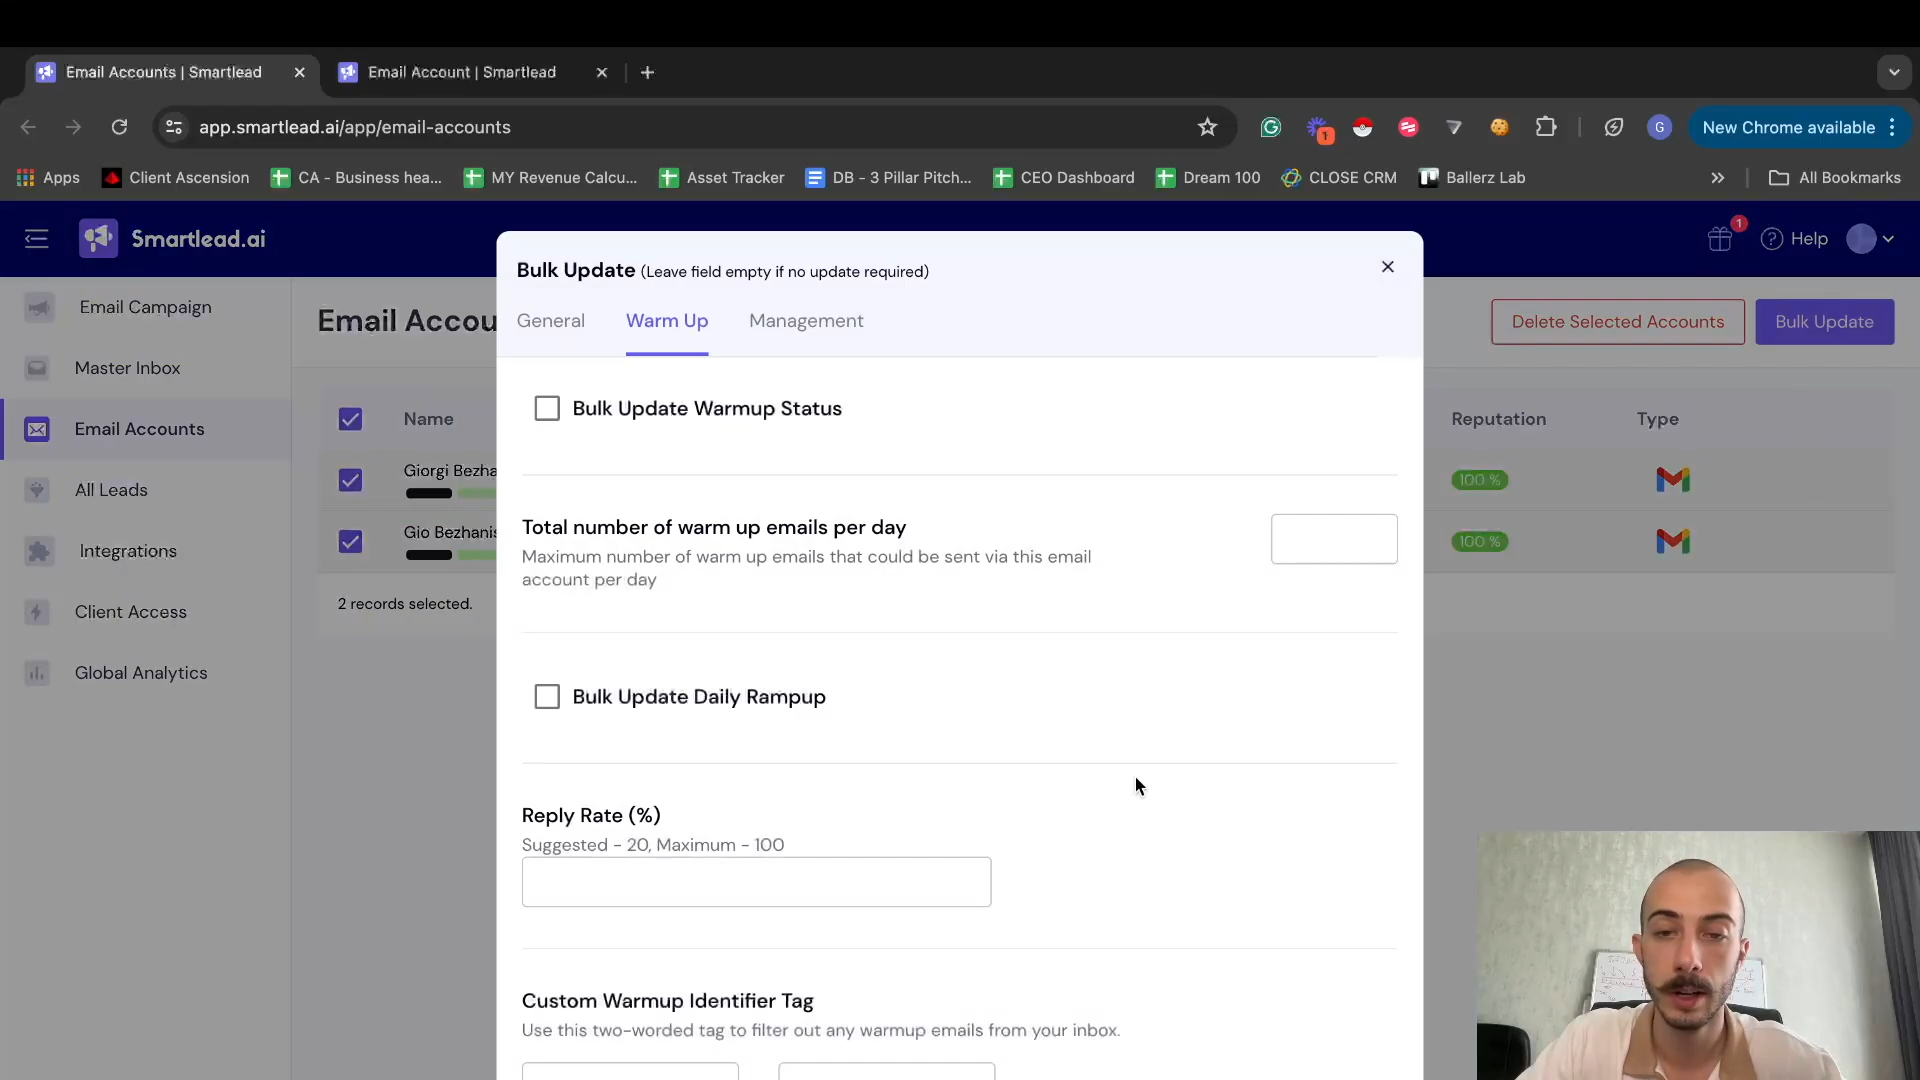 Email Accounts | Smartlead
Email Account | Smartlead
app.smartlead.ai/app/email-accounts
1
G
New Chrome available
Apps
Client Ascension
CA - Business hea...
MY Revenue Calcu...
Asset Tracker
DB - 3 Pillar Pitch...
CEO Dashboard
Dream 100
CLOSE CRM
Ballerz Lab
All Bookmarks
Smartlead.ai
1
Help
Bulk Update (Leave field empty if no update required)
General
Warm Up
Management
Email Campaign
Master Inbox
Email Accounts
All Leads
Integrations
Client Access
Global Analytics
Email Accou
Delete Selected Accounts
Bulk Update
Name
Reputation
Type
Giorgi Bezha
100 %
Gio Bezhanis
100 %
2 records selected.
Bulk Update Warmup Status
Total number of warm up emails per day
Maximum number of warm up emails that could be sent via this email
account per day
Bulk Update Daily Rampup
Reply Rate (%)
Suggested - 20, Maximum - 100
Custom Warmup Identifier Tag
Use this two-worded tag to filter out any warmup emails from your inbox.